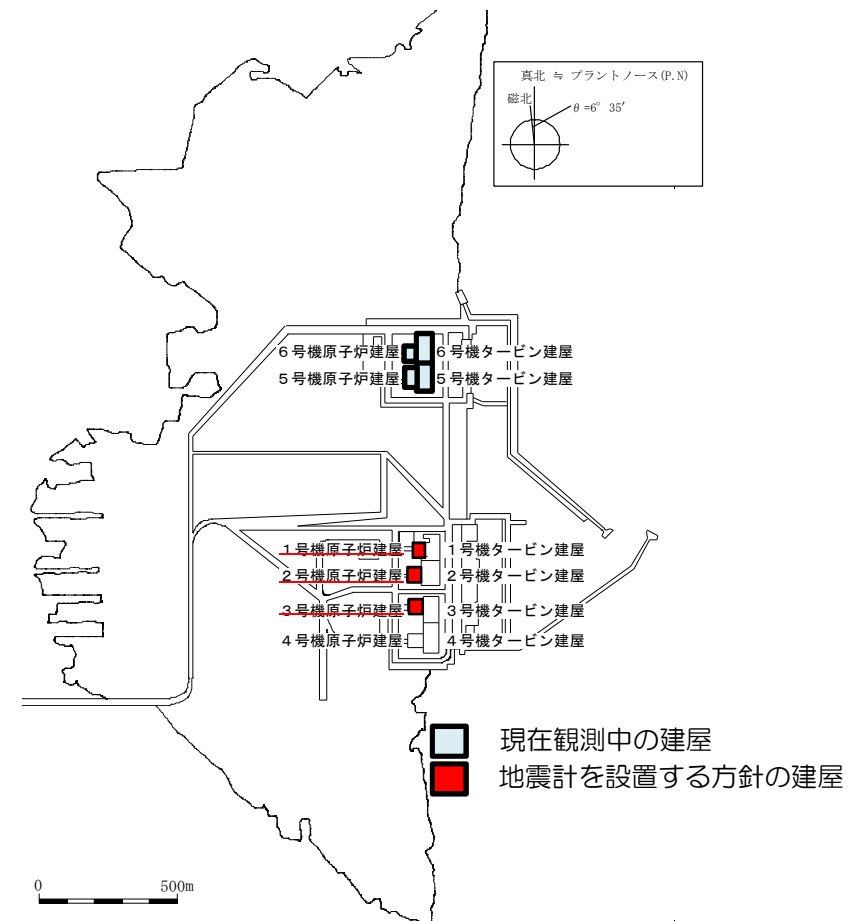 真北 ≒ プラントノース(P.N)
磁北
θ=6° 35′
6号機原子炉建屋 6号機タービン建屋
5号機原子炉建屋 5号機タービン建屋
1号機原子炉建屋 1号機タービン建屋
2号機原子炉建屋 2号機タービン建屋
3号機原子炉建屋 3号機タービン建屋
4号機原子炉建屋 4号機タービン建屋
現在観測中の建屋
地震計を設置する方針の建屋
0 500m